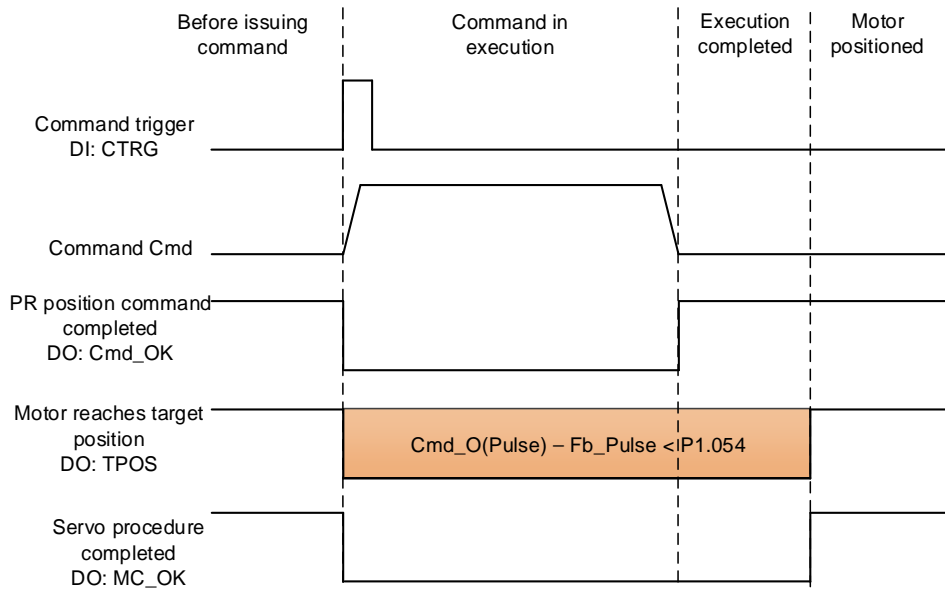 Before issuing
command
Command in
execution
Execution
completed
Motor
positioned
Command trigger
DI: CTRG
Command Cmd
PR position command
completed
DO: Cmd_OK
Motor reaches target
position
DO: TPOS
Cmd_O(Pulse) – Fb_Pulse < P1.054
Servo procedure
completed
DO: MC_OK